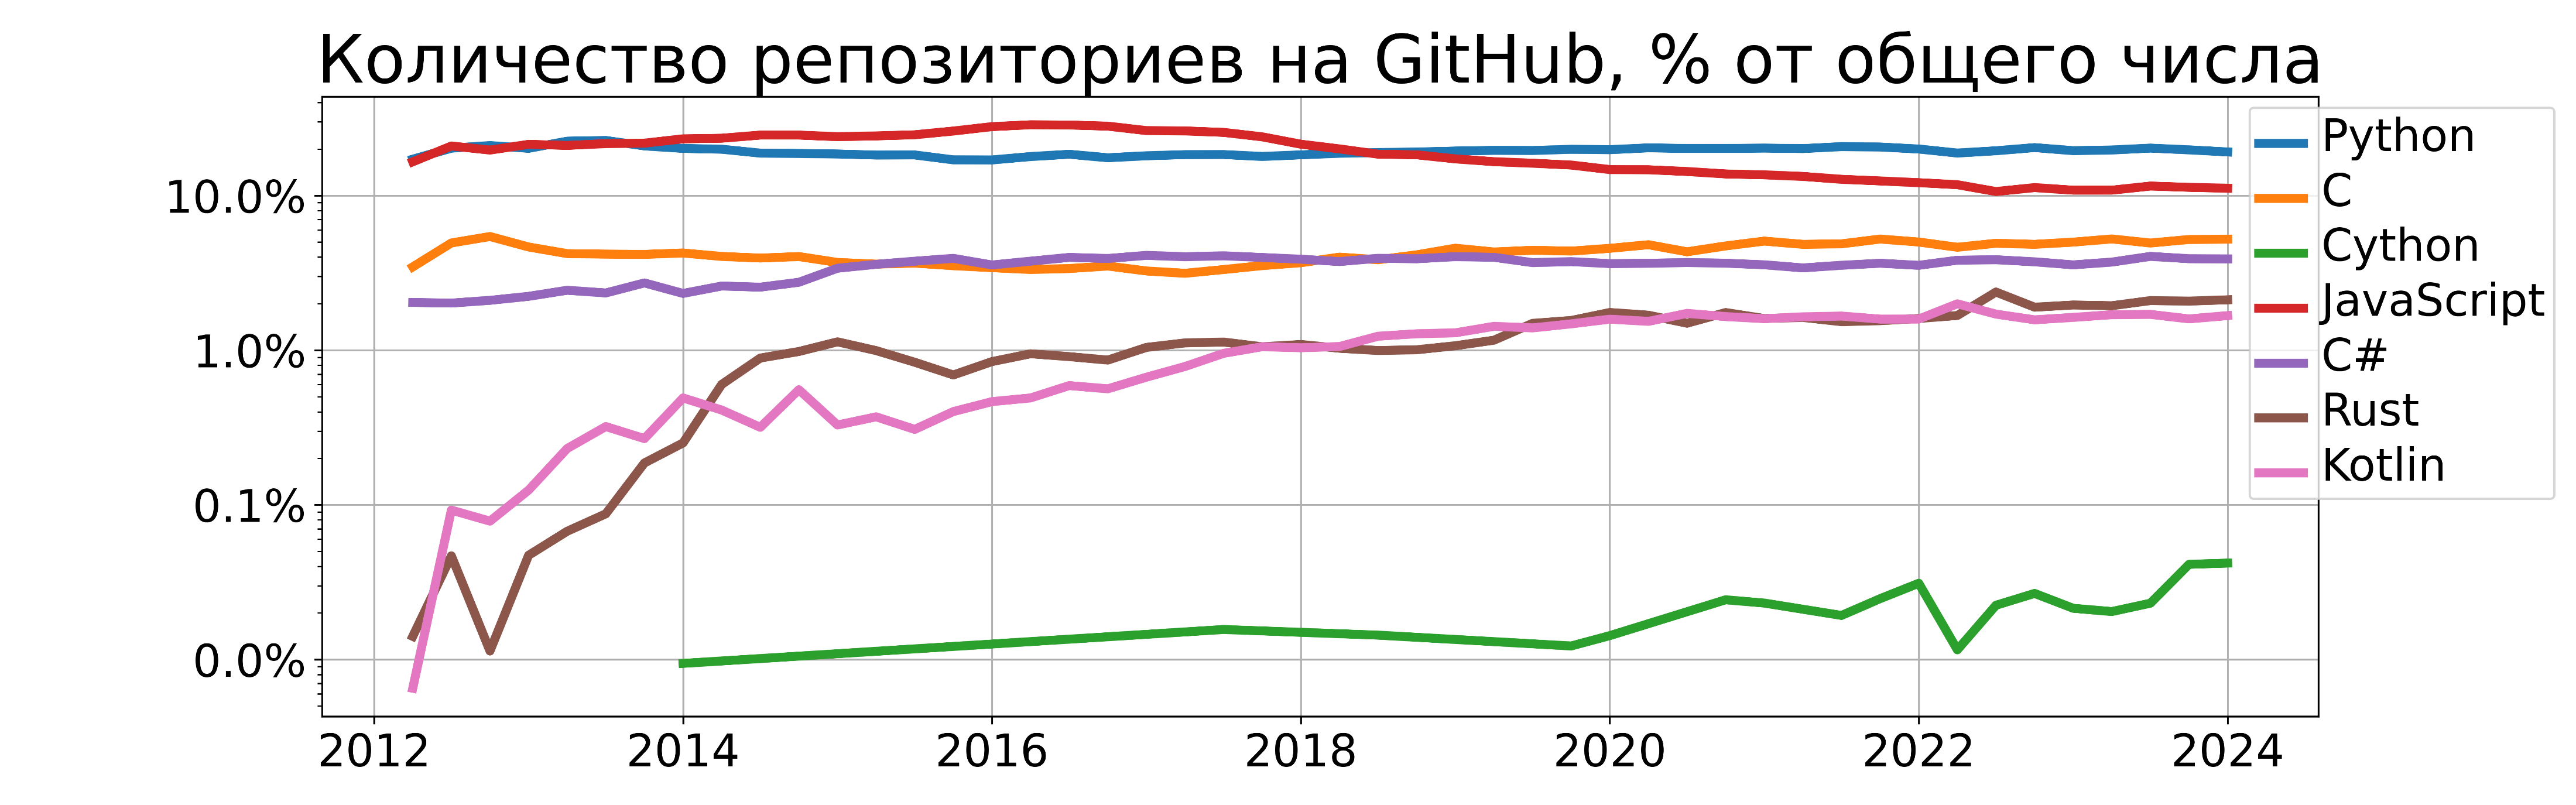 Количество репозиториев на GitHub, % от общего числа
10.0%
1.0%
0.1%
0.0%
2012 2014 2016 2018 2020 2022 2024
Python
C
Cython
JavaScript
C#
Rust
Kotlin